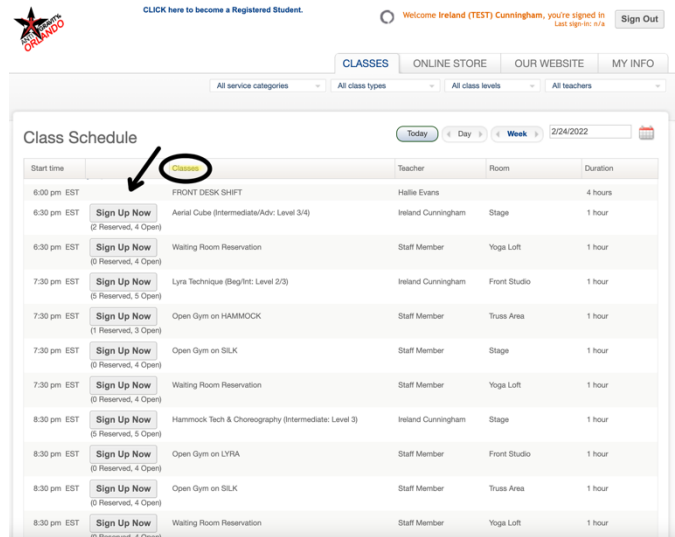 CLICK here to become a Registered Student.
Welcome Ireland (TEST) Cunningham, you're signed in
Last sign-in: n/a
Sign Out
ANTI GRAVITY
ORLANDO
CLASSES ONLINE STORE OUR WEBSITE MY INFO
All service categories All class types All class levels All teachers
Class Schedule
Today Day Week 2/24/2022
Start time Classes Teacher Room Duration
6:00 pm EST FRONT DESK SHIFT Hallie Evans 4 hours
6:30 pm EST Sign Up Now Aerial Cube (Intermediate/Adv: Level 3/4) Ireland Cunningham Stage 1 hour
(2 Reserved, 4 Open)
6:30 pm EST Sign Up Now Waiting Room Reservation Staff Member Yoga Loft 1 hour
(0 Reserved, 4 Open)
7:30 pm EST Sign Up Now Lyra Technique (Beg/Int: Level 2/3) Ireland Cunningham Front Studio 1 hour
(5 Reserved, 5 Open)
7:30 pm EST Sign Up Now Open Gym on HAMMOCK Staff Member Truss Area 1 hour
(1 Reserved, 3 Open)
7:30 pm EST Sign Up Now Open Gym on SILK Staff Member Stage 1 hour
(0 Reserved, 4 Open)
7:30 pm EST Sign Up Now Waiting Room Reservation Staff Member Yoga Loft 1 hour
(0 Reserved, 4 Open)
8:30 pm EST Sign Up Now Hammock Tech & Choreography (Intermediate: Level 3) Ireland Cunningham Stage 1 hour
(5 Reserved, 5 Open)
8:30 pm EST Sign Up Now Open Gym on LYRA Staff Member Front Studio 1 hour
(0 Reserved, 4 Open)
8:30 pm EST Sign Up Now Open Gym on SILK Staff Member Truss Area 1 hour
(0 Reserved, 4 Open)
8:30 pm EST Sign Up Now Waiting Room Reservation Staff Member Yoga Loft 1 hour
(0 Reserved, 4 Open)